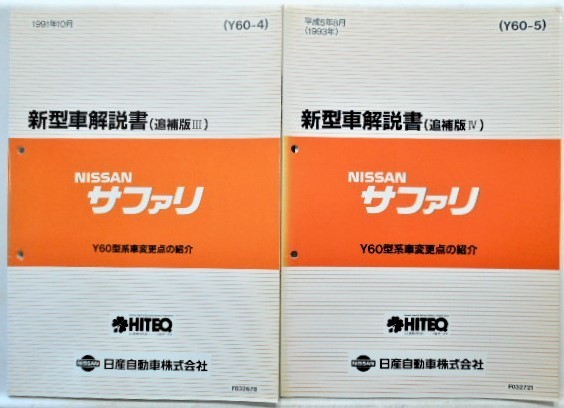 1991年10月
(Y60-4)
新型車解説書(追補版Ⅲ)
NISSAN
サファリ
Y60型系車変更点の紹介
HITEQ
NISSAN
日産自動車株式会社
F032678
平成5年8月
(1993年)
(Y60-5)
新型車解説書(追補版Ⅳ)
NISSAN
サファリ
Y60型系車変更点の紹介
HITEQ
NISSAN
日産自動車株式会社
F032721